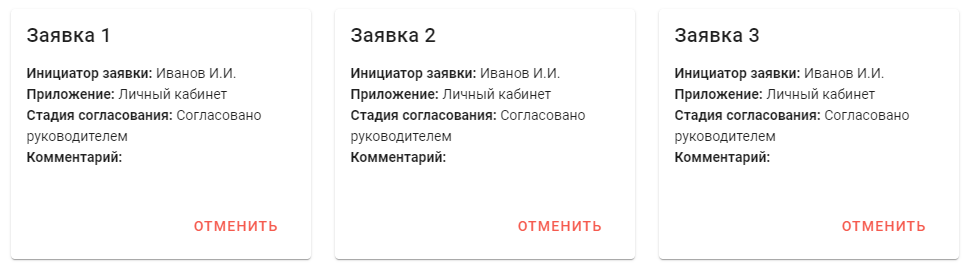 Заявка 1
Инициатор заявки: Иванов И.И.
Приложение: Личный кабинет
Стадия согласования: Согласовано
руководителем
Комментарий:
ОТМЕНИТЬ
Заявка 2
Инициатор заявки: Иванов И.И.
Приложение: Личный кабинет
Стадия согласования: Согласовано
руководителем
Комментарий:
ОТМЕНИТЬ
Заявка 3
Инициатор заявки: Иванов И.И.
Приложение: Личный кабинет
Стадия согласования: Согласовано
руководителем
Комментарий:
ОТМЕНИТЬ